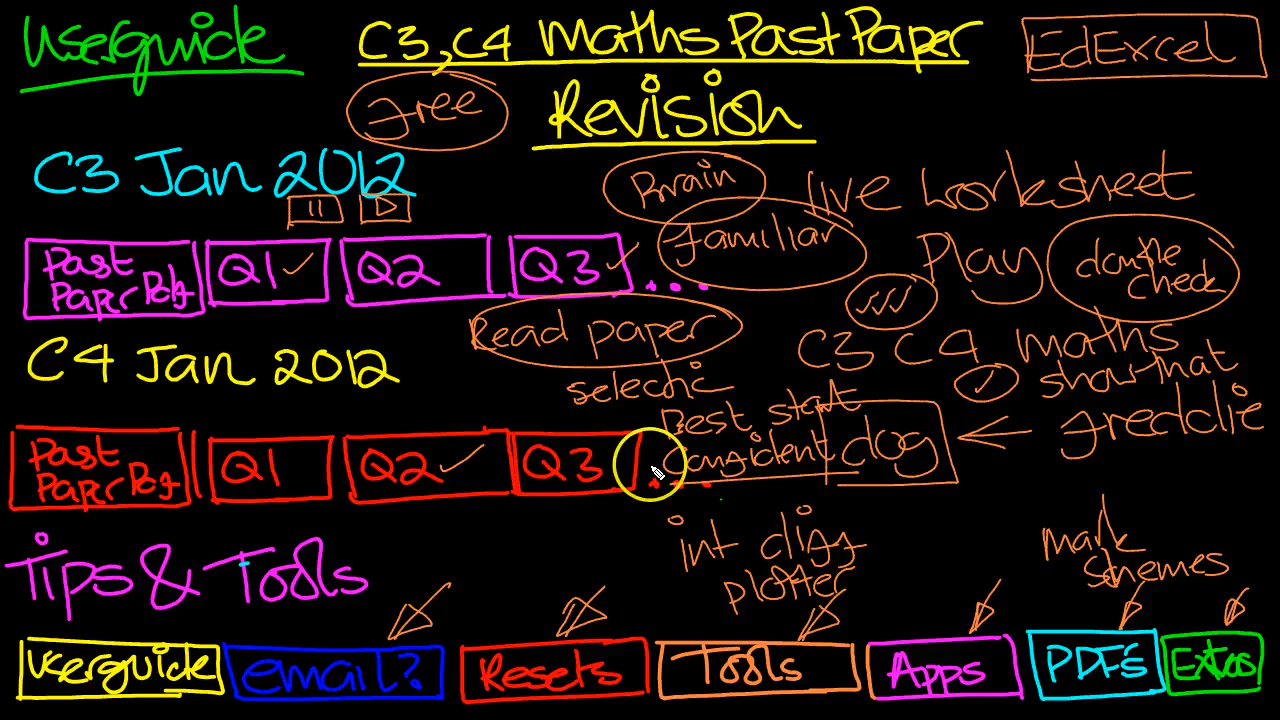 Userguide
C3, C4 Maths Past Paper
Revision
EdExcel
free
C3 Jan 2012
Brain
live worksheet
Past Paper Pdf
Q1
Q2
Q3
...
familiar
Play
double check
Read paper
C3 C4 maths
C4 Jan 2012
show that
Best start
freddie
Past Paper Pdf
Q1
Q2
Q3
...
Confident
dog
int diff
plotter
mark
schemes
Tips & Tools
Userguide
email?
Resets
Tools
Apps
PDFs
Extras